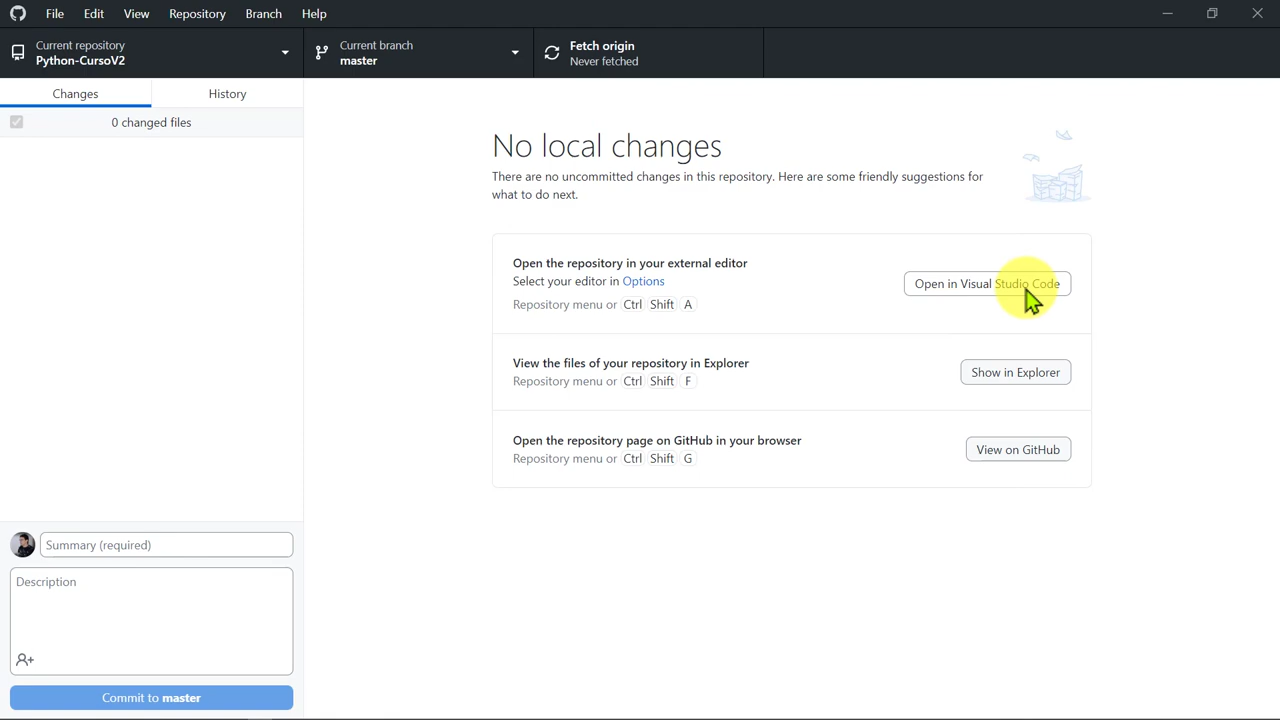 File Edit View Repository Branch Help
Current repository
Python-CursoV2
Current branch
master
Fetch origin
Never fetched
Changes History
0 changed files
No local changes
There are no uncommitted changes in this repository. Here are some friendly suggestions for
what to do next.
Open the repository in your external editor
Select your editor in Options
Repository menu or Ctrl Shift A
Open in Visual Studio Code
View the files of your repository in Explorer
Repository menu or Ctrl Shift F
Show in Explorer
Open the repository page on GitHub in your browser
Repository menu or Ctrl Shift G
View on GitHub
Summary (required)
Description
Commit to master